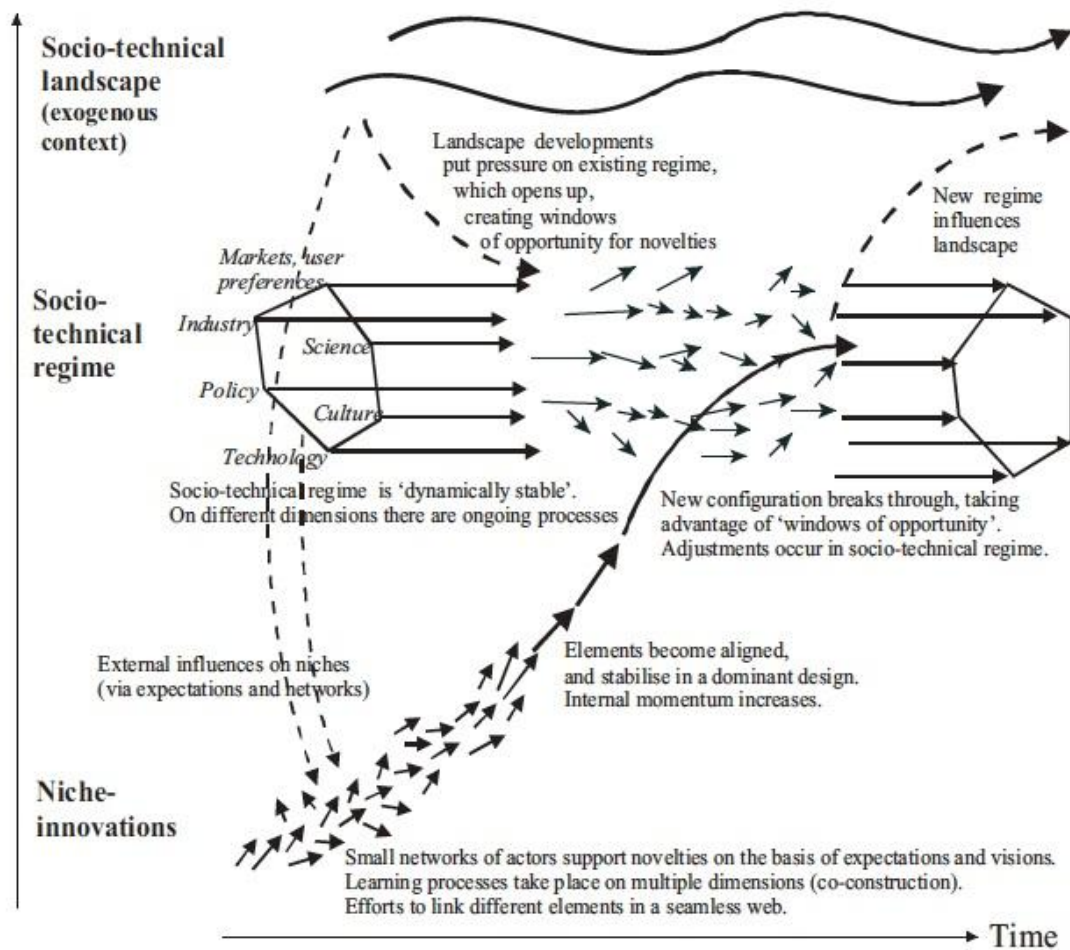 Socio-technical
landscape
(exogenous
context)
Landscape developments
put pressure on existing regime,
which opens up,
creating windows
of opportunity for novelties
New regime
influences
landscape
Markets, user
preferences
Socio-
technical
regime
Industry
Science
Policy
Culture
Technology
Socio-technical regime is ‘dynamically stable’.
On different dimensions there are ongoing processes
New configuration breaks through, taking
advantage of ‘windows of opportunity’.
Adjustments occur in socio-technical regime.
External influences on niches
(via expectations and networks)
Elements become aligned,
and stabilise in a dominant design.
Internal momentum increases.
Niche-
innovations
Small networks of actors support novelties on the basis of expectations and visions.
Learning processes take place on multiple dimensions (co-construction).
Efforts to link different elements in a seamless web.
Time